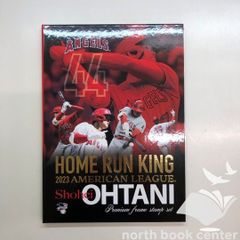 ANGELS
44
HOME RUN KING
2023 AMERICAN LEAGUE
Shohei
OHTANI
Premium frame stamp set
north book center